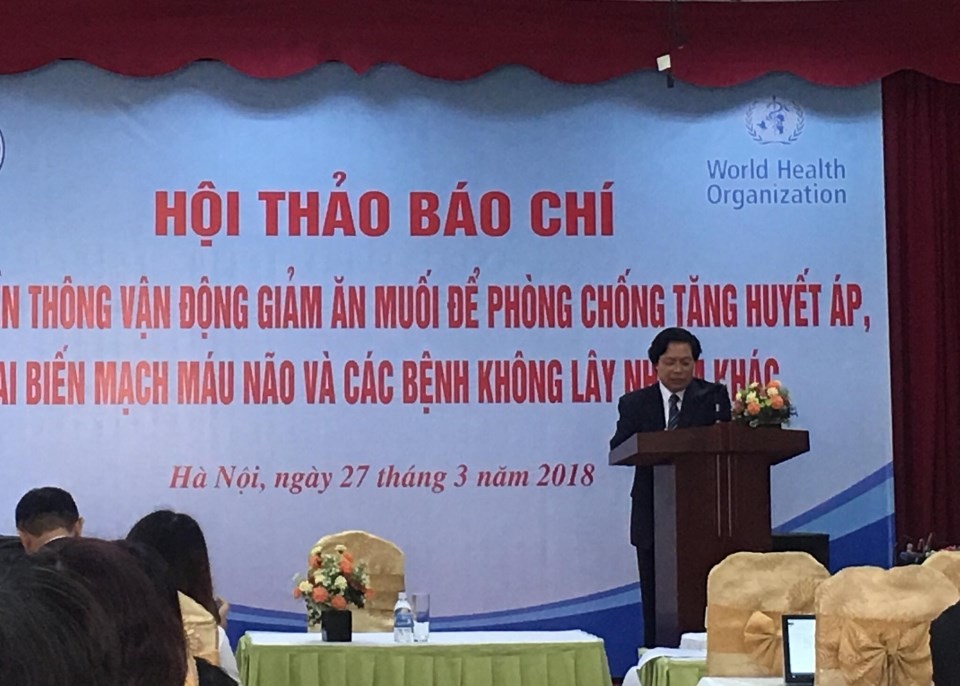 World Health
Organization
HỘI THẢO BÁO CHÍ
THÔNG VẬN ĐỘNG GIẢM ĂN MUỐI ĐỂ PHÒNG CHỐNG TĂNG HUYẾT ÁP,
BIẾN MẠCH MÁU NÃO VÀ CÁC BỆNH KHÔNG LÂY KHÁC
Hà Nội, ngày 27 tháng 3 năm 2018